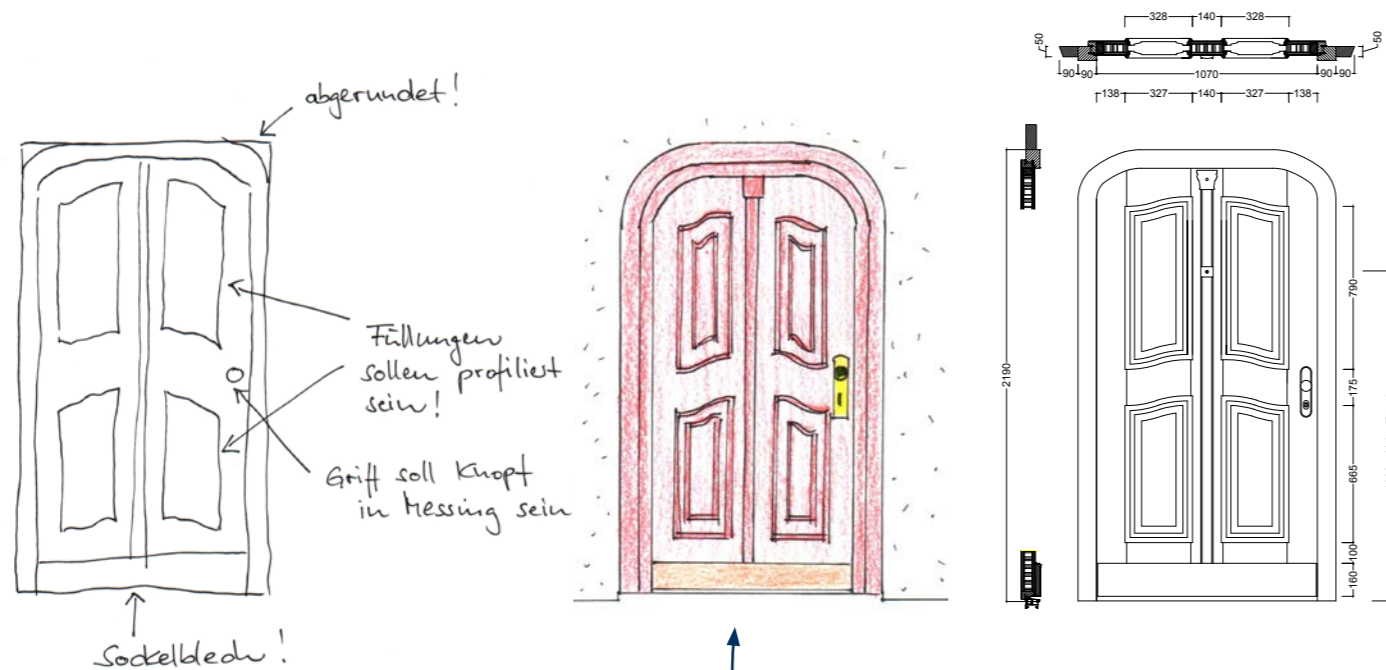 abgerundet!
Füllungen
sollen profiliert
sein!
Griff soll Knopf
in Messing sein
Sockelblech!
328 140 328
50
50
90 90 1070 90 90
138 327 140 327 138
2190
790
175
665
100
160